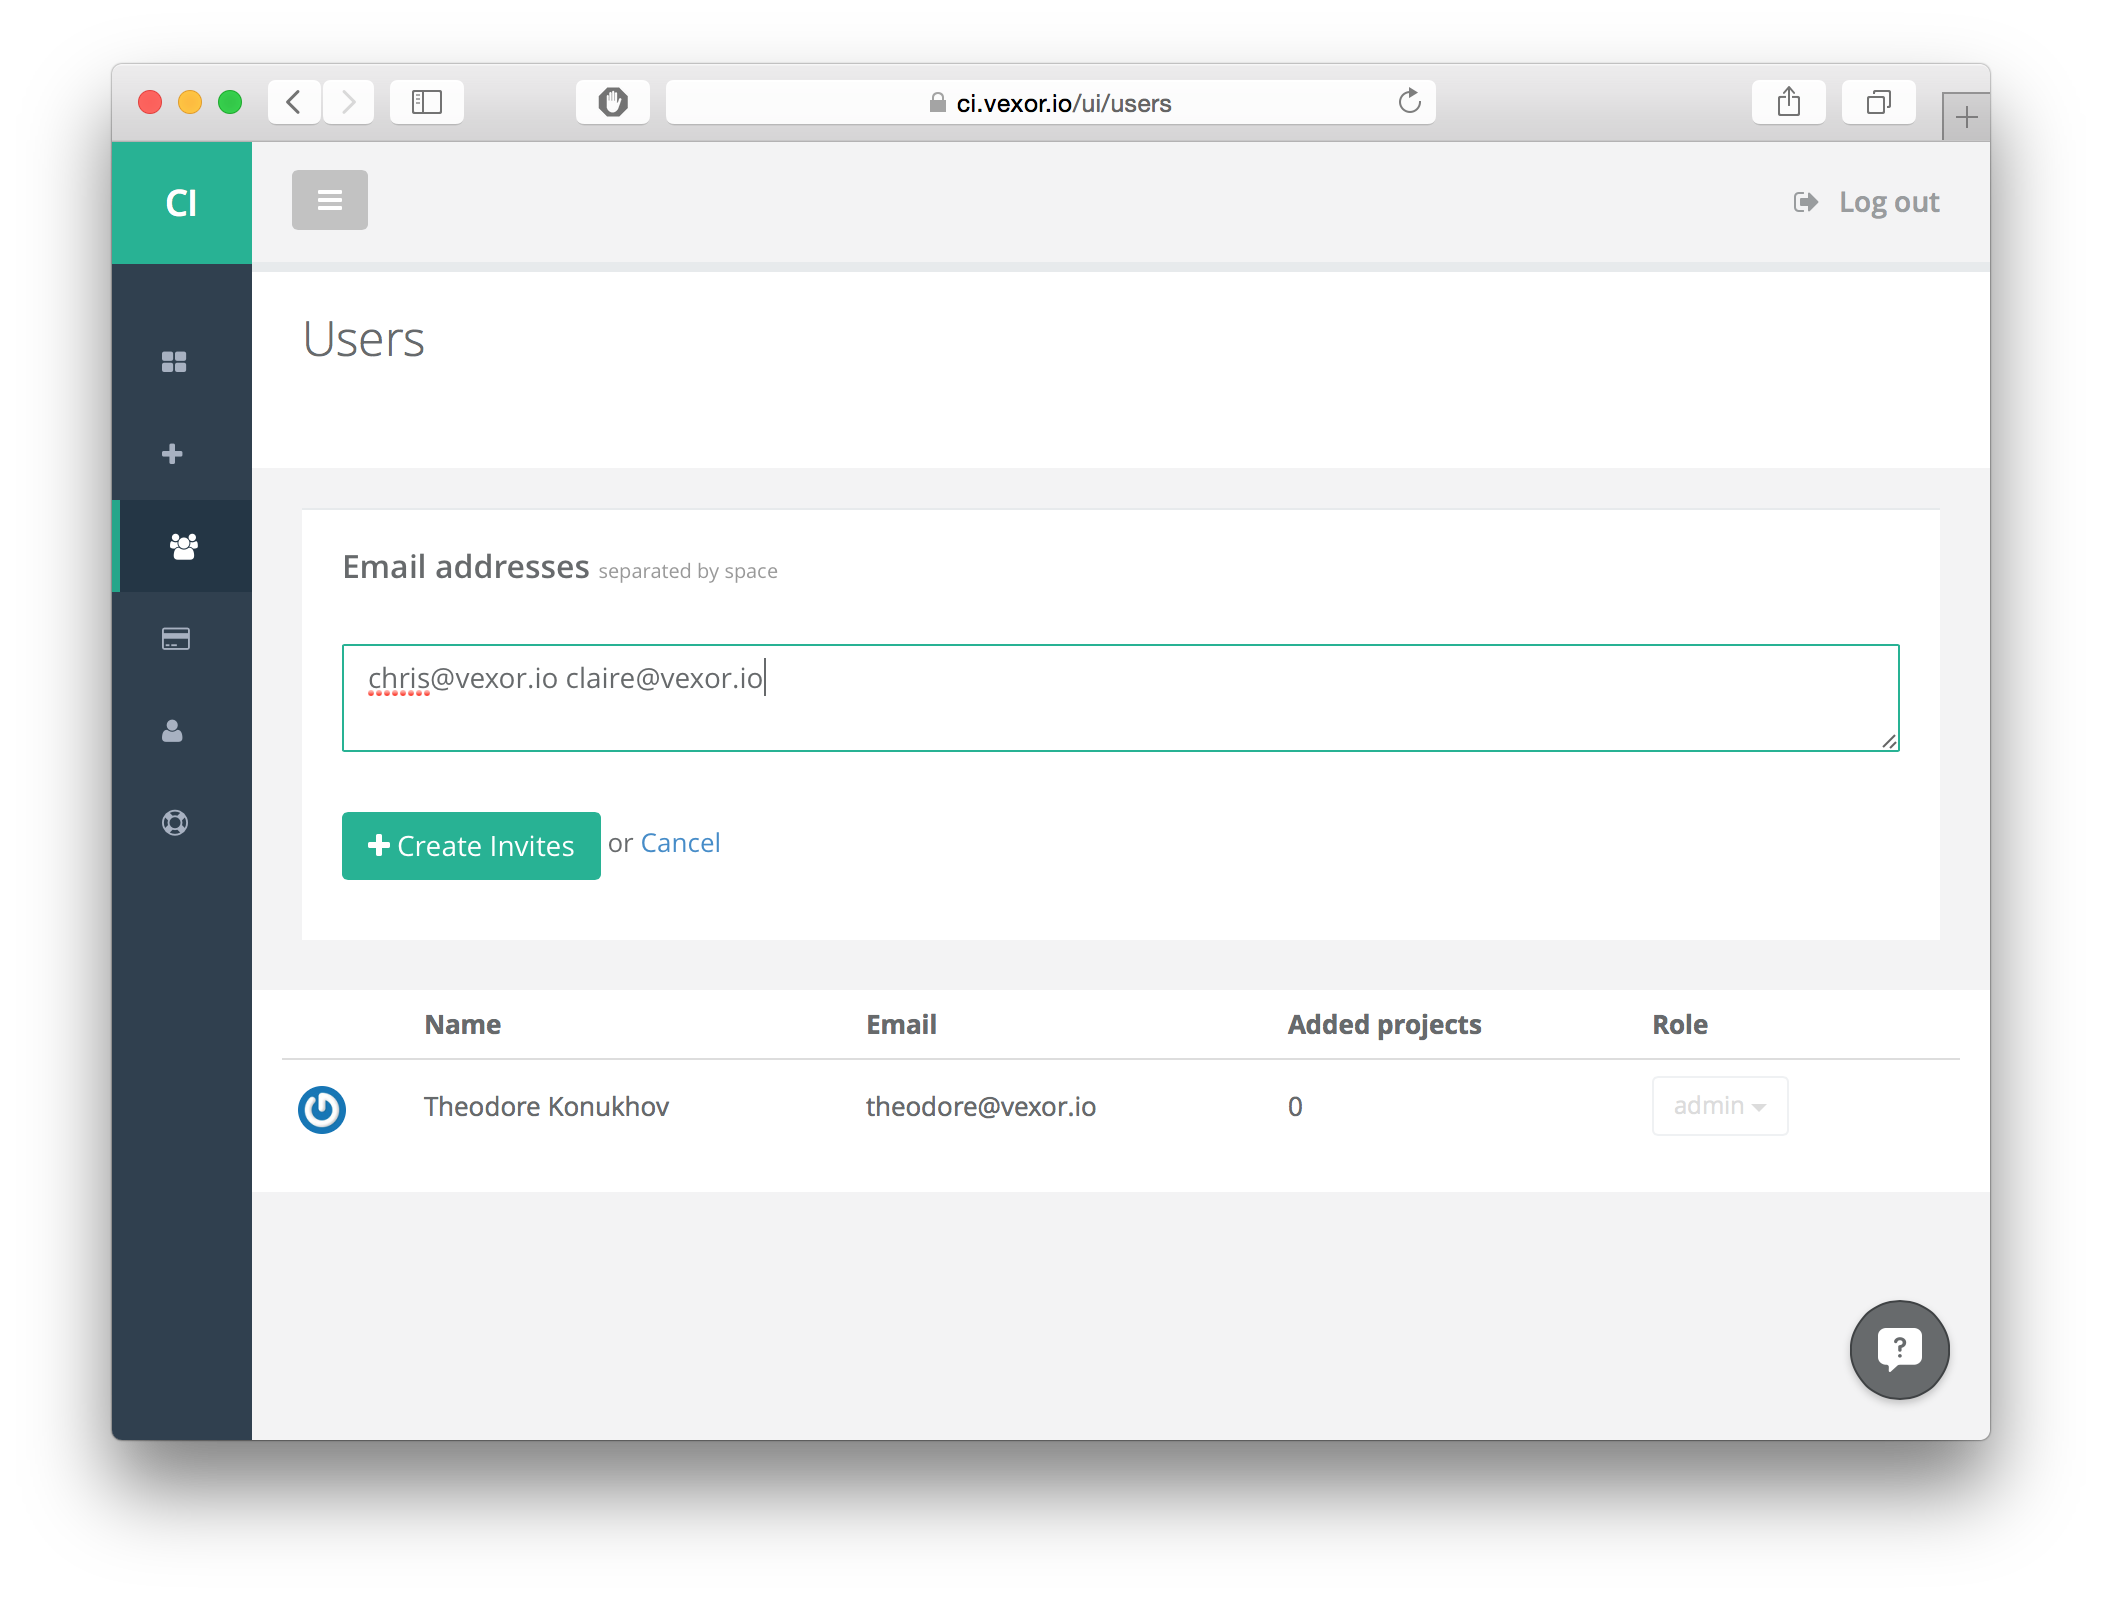 ci.vexor.io/ui/users
CI
Log out
Users
Email addresses separated by space
chris@vexor.io claire@vexor.io
Create Invites or Cancel
Name Email Added projects Role
Theodore Konukhov theodore@vexor.io 0 admin
?